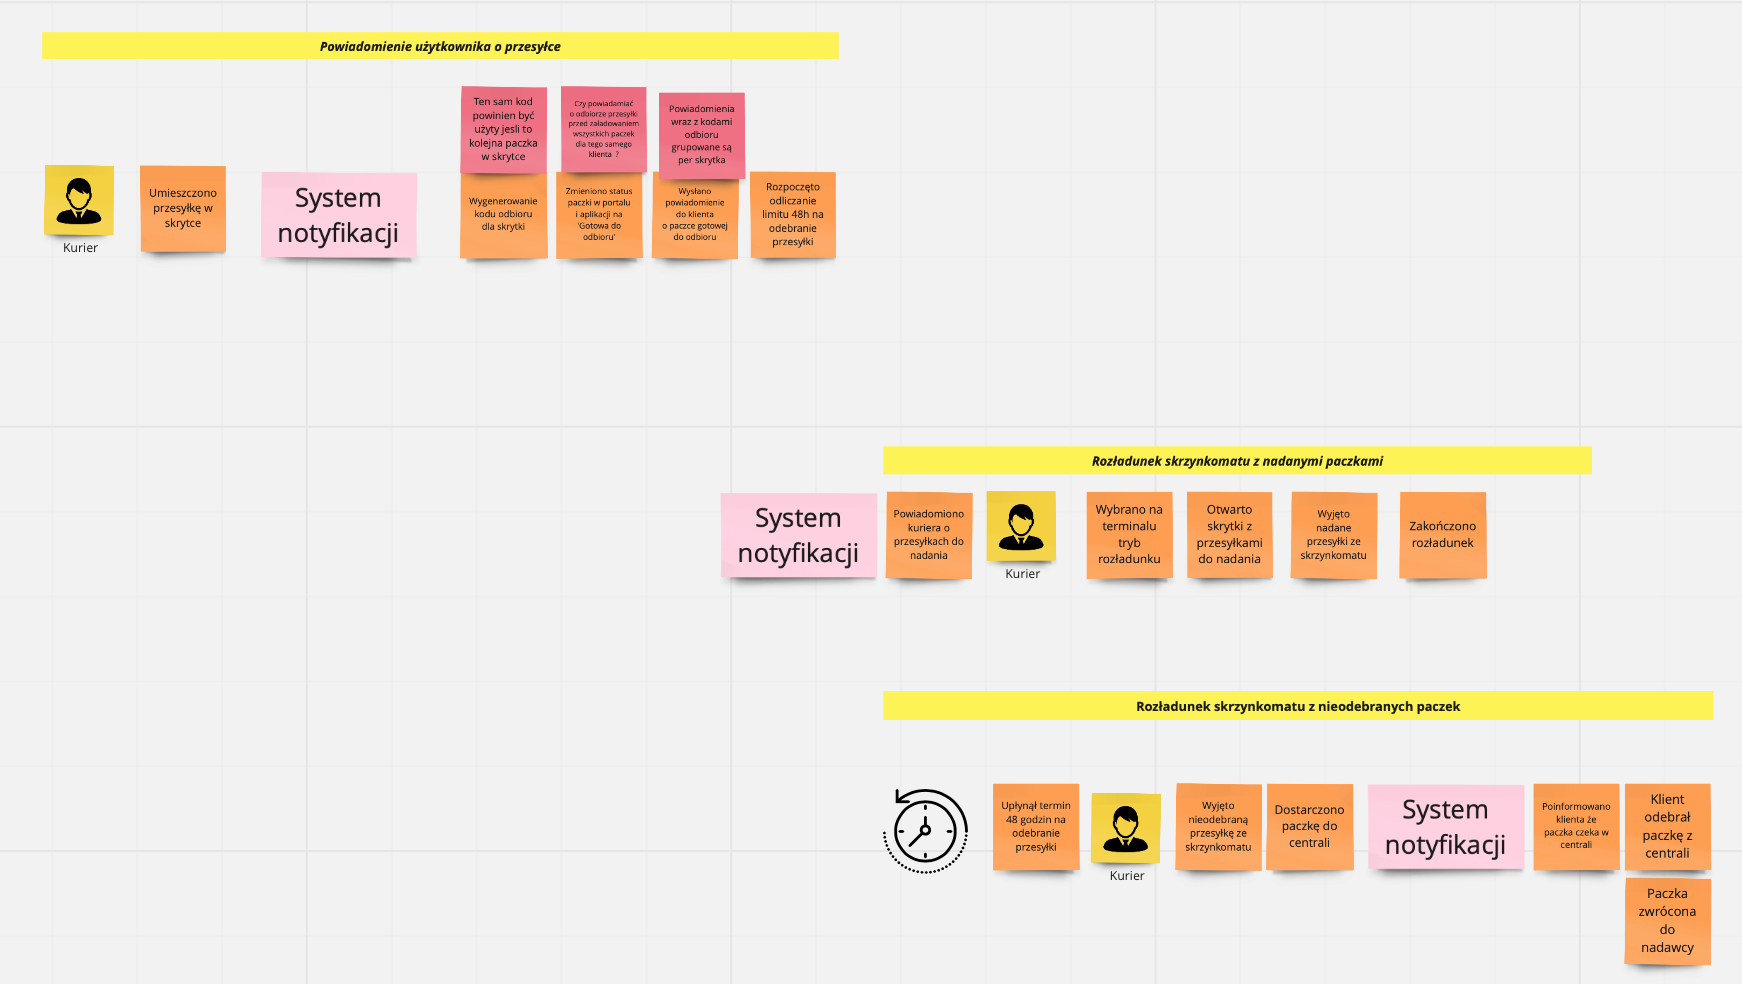 Powiadomienie użytkownika o przesyłce
Ten sam kod
powinien być
użyty jesli to
kolejna paczka
w skrytce
Czy powiadamiać
o odbiorze przesyłki
przed załadowaniem
wszystkich paczek
dla tego samego
klienta ?
Powiadomienia
wraz z kodami
odbioru
grupowane są
per skrytka
Kurier
Umieszczono
przesyłkę w
skrytce
System
notyfikacji
Wygenerowanie
kodu odbioru
dla skrytki
Zmieniono status
paczki w portalu
i aplikacji na
'Gotowa do
odbioru'
Wysłano
powiadomienie
do klienta
o paczce gotowej
do odbioru
Rozpoczęto
odliczanie
limitu 48h na
odebranie
przesyłki
Rozładunek skrzynkomatu z nadanymi paczkami
System
notyfikacji
Powiadomiono
kuriera o
przesyłkach do
nadania
Kurier
Wybrano na
terminalu
tryb
rozładunku
Otwarto
skrytki z
przesyłkami
do nadania
Wyjęto
nadane
przesyłki ze
skrzynkomatu
Zakończono
rozładunek
Rozładunek skrzynkomatu z nieodebranych paczek
Upłynął termin
48 godzin na
odebranie
przesyłki
Kurier
Wyjęto
nieodebraną
przesyłkę ze
skrzynkomatu
Dostarczono
paczkę do
centrali
System
notyfikacji
Poinformowano
klienta że
paczka czeka w
centrali
Klient
odebrał
paczkę z
centrali
Paczka
zwrócona
do
nadawcy